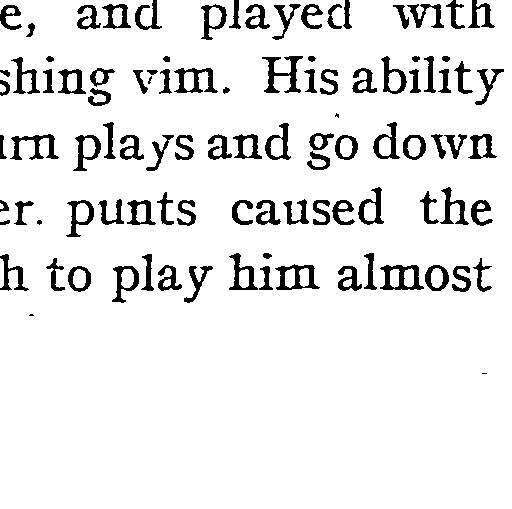 e, and played with
shing vim. His ability
urn plays and go down
er. punts caused the
h to play him almost